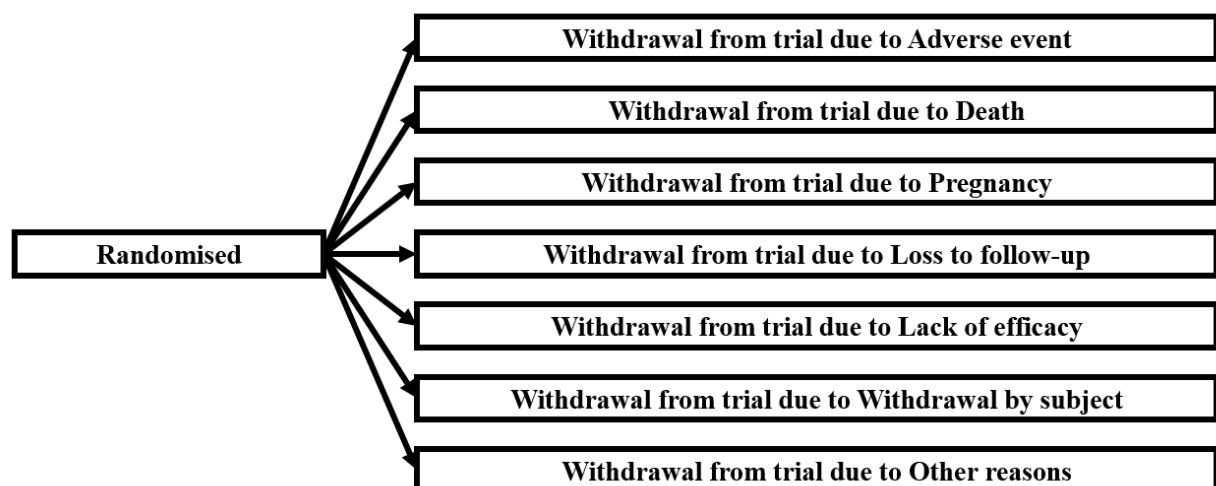 Withdrawal from trial due to Adverse event
Withdrawal from trial due to Death
Withdrawal from trial due to Pregnancy
Randomised
Withdrawal from trial due to Loss to follow-up
Withdrawal from trial due to Lack of efficacy
Withdrawal from trial due to Withdrawal by subject
Withdrawal from trial due to Other reasons